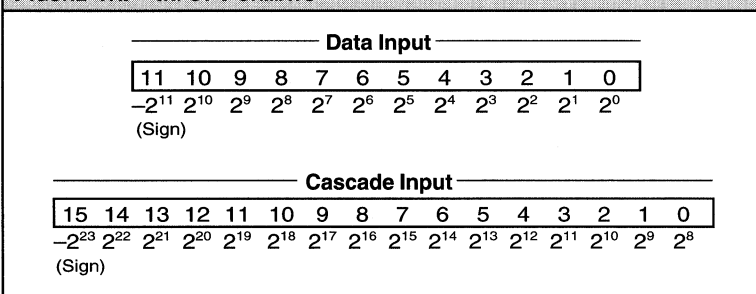 Data Input
11 10 9 8 7 6 5 4 3 2 1 0
–2¹¹ 2¹⁰ 2⁹ 2⁸ 2⁷ 2⁶ 2⁵ 2⁴ 2³ 2² 2¹ 2⁰
(Sign)
Cascade Input
15 14 13 12 11 10 9 8 7 6 5 4 3 2 1 0
–2²³ 2²² 2²¹ 2²⁰ 2¹⁹ 2¹⁸ 2¹⁷ 2¹⁶ 2¹⁵ 2¹⁴ 2¹³ 2¹² 2¹¹ 2¹⁰ 2⁹ 2⁸
(Sign)